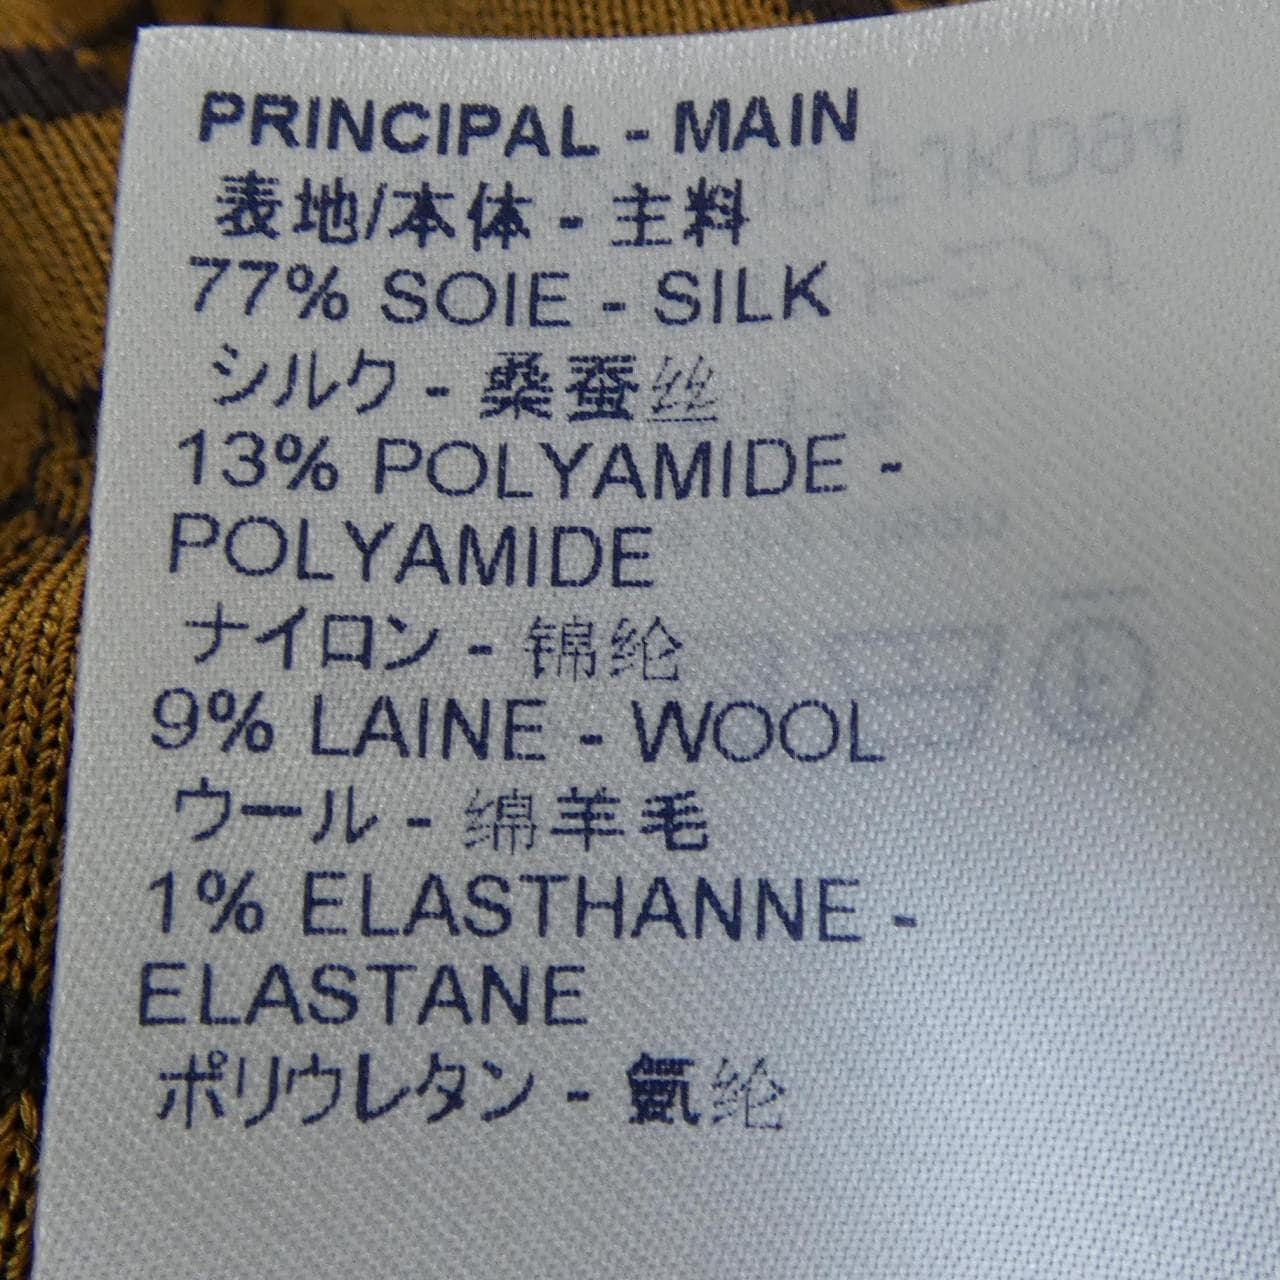 PRINCIPAL - MAIN
表地/本体 - 主料
77% SOIE - SILK
シルク - 桑蚕丝
13% POLYAMIDE -
POLYAMIDE
ナイロン - 锦纶
9% LAINE - WOOL
ウール - 绵羊毛
1% ELASTHANNE -
ELASTANE
ポリウレタン - 氨纶